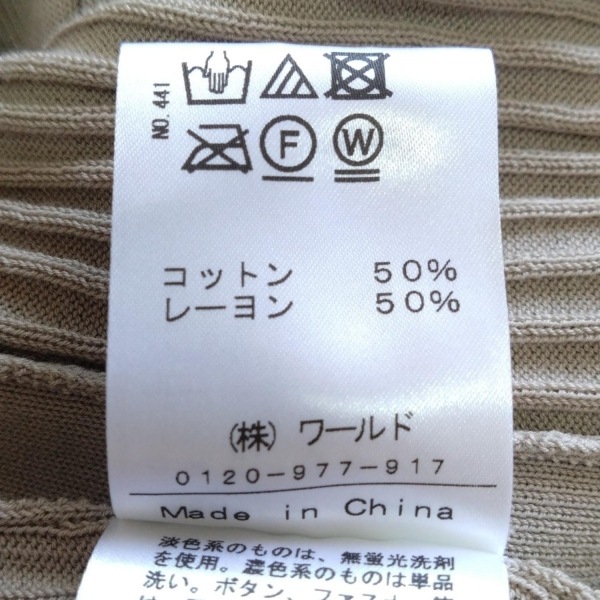 NO. 441
F W
コットン 50%
レーヨン 50%
(株) ワールド
0120-977-917
Made in China
淡色系のものは、無蛍光洗剤
を使用。濃色系のものは単品
洗い。ボタン、ファスナー等